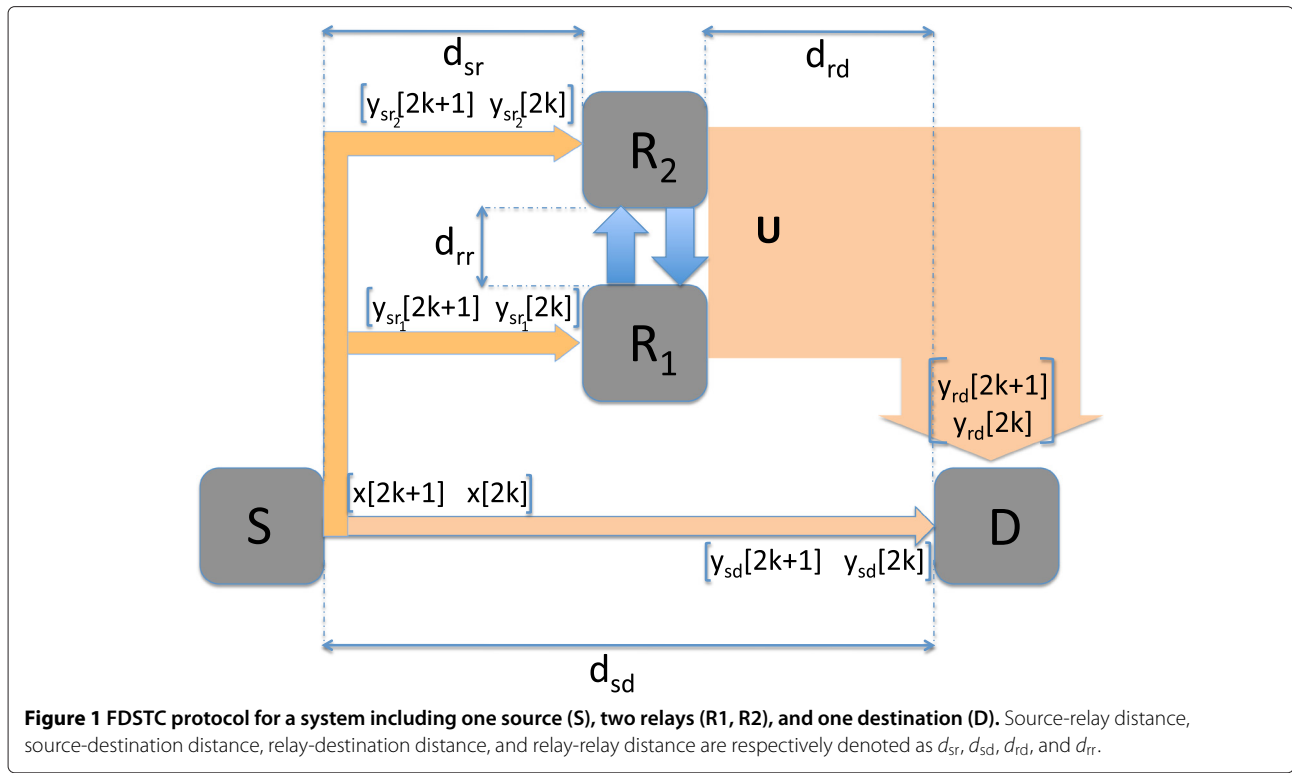 d_sr
d_rd
[y_sr₂[2k+1] y_sr₂[2k]]
R₂
U
d_rr
[y_sr₁[2k+1] y_sr₁[2k]]
R₁
[y_rd[2k+1]
y_rd[2k]]
[x[2k+1] x[2k]]
S
D
[y_sd[2k+1] y_sd[2k]]
d_sd
Figure 1 FDSTC protocol for a system including one source (S), two relays (R1, R2), and one destination (D). Source-relay distance,
source-destination distance, relay-destination distance, and relay-relay distance are respectively denoted as d_sr, d_sd, d_rd, and d_rr.